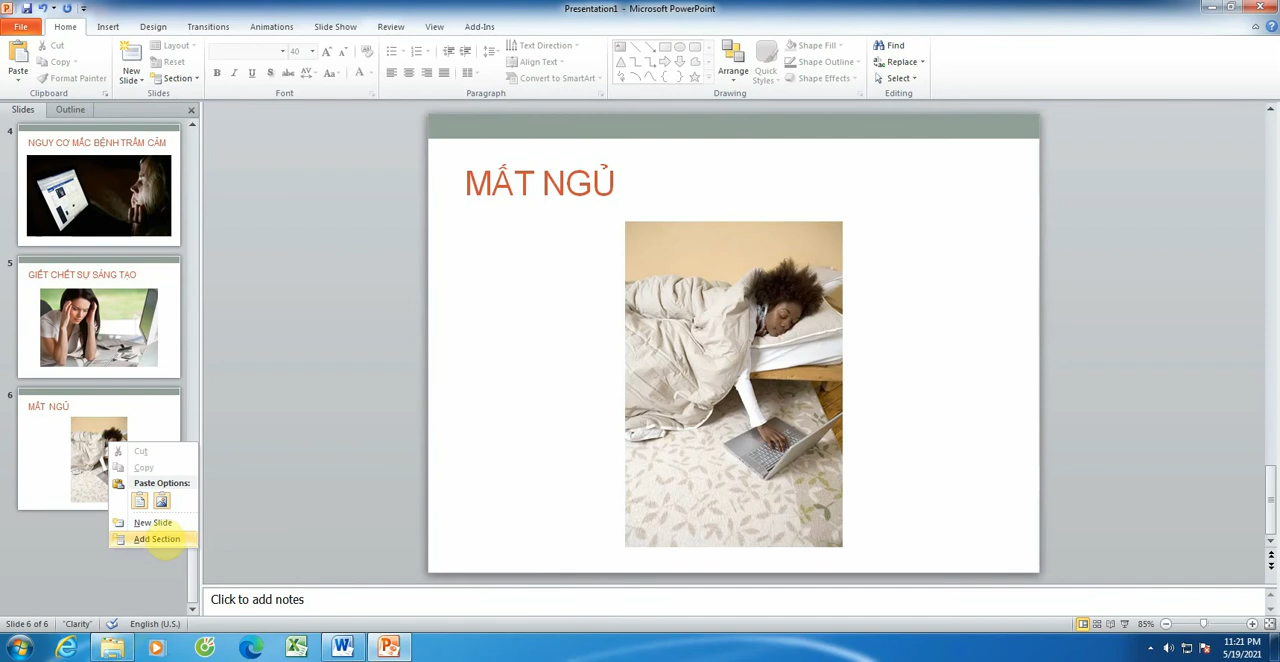 Presentation1 - Microsoft PowerPoint
File Home Insert Design Transitions Animations Slide Show Review View Add-Ins
Paste
Cut
Copy
Format Painter
Clipboard
New
Slide
Layout
Reset
Section
Slides
40
B I U S abc AV Aa A
Font
Text Direction
Align Text
Convert to SmartArt
Paragraph
Arrange
Quick
Styles
Shape Fill
Shape Outline
Shape Effects
Drawing
Find
Replace
Select
Editing
Slides Outline
4
NGUY CƠ MẮC BỆNH TRẦM CẢM
5
GIẾT CHẾT SỰ SÁNG TẠO
6
MẤT NGỦ
Cut
Copy
Paste Options:
New Slide
Add Section
MẤT NGỦ
Click to add notes
Slide 6 of 6 "Clarity" English (U.S.) 85%
11:21 PM
5/19/2021